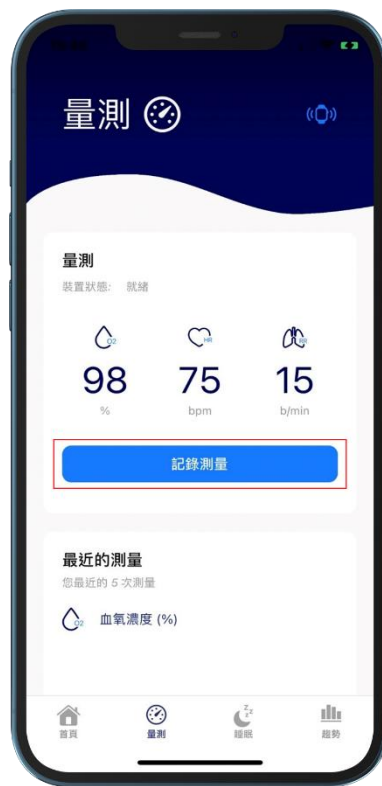 量測
量測
裝置狀態: 就緒
O2 HR RR
98 75 15
% bpm b/min
記錄測量
最近的測量
您最近的 5 次測量
O2 血氧濃度 (%)
首頁 量測 睡眠 趨勢